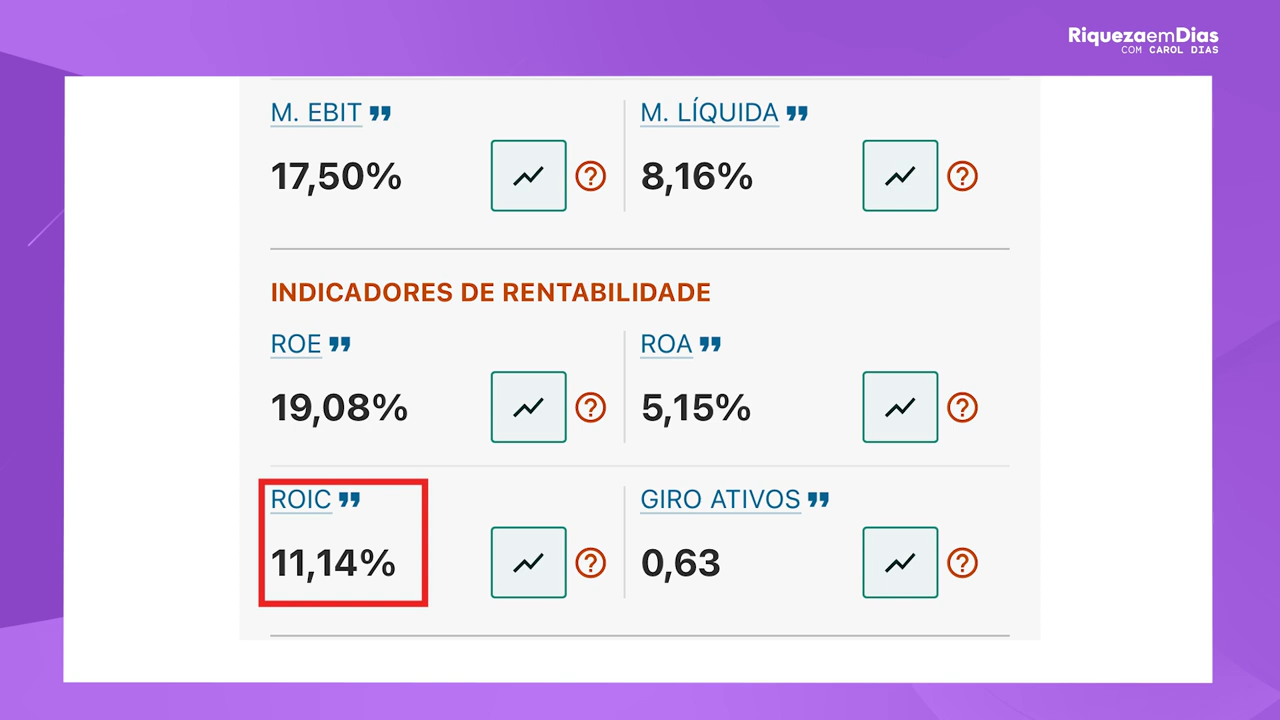 RiquezaemDias
COM CAROL DIAS
M. EBIT
17,50%
M. LÍQUIDA
8,16%
INDICADORES DE RENTABILIDADE
ROE
19,08%
ROA
5,15%
ROIC
11,14%
GIRO ATIVOS
0,63